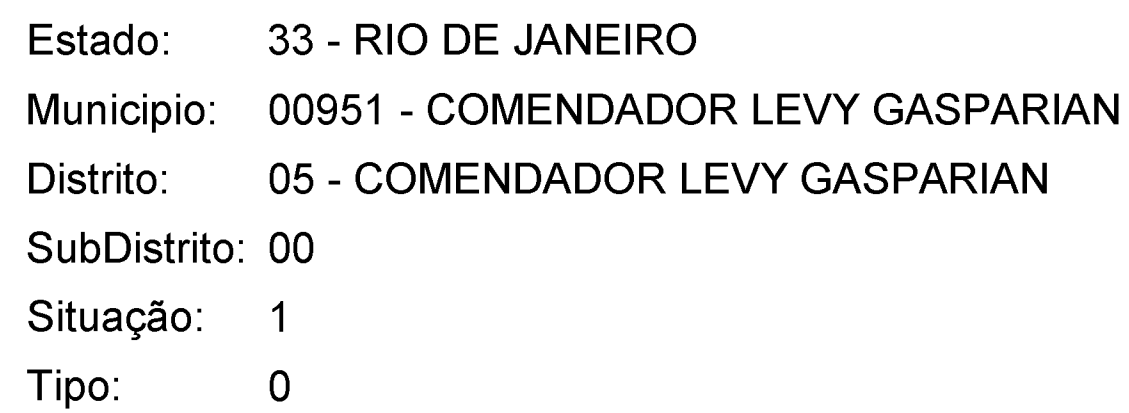 Estado: 33 - RIO DE JANEIRO
Municipio: 00951 - COMENDADOR LEVY GASPARIAN
Distrito: 05 - COMENDADOR LEVY GASPARIAN
SubDistrito: 00
Situação: 1
Tipo: 0